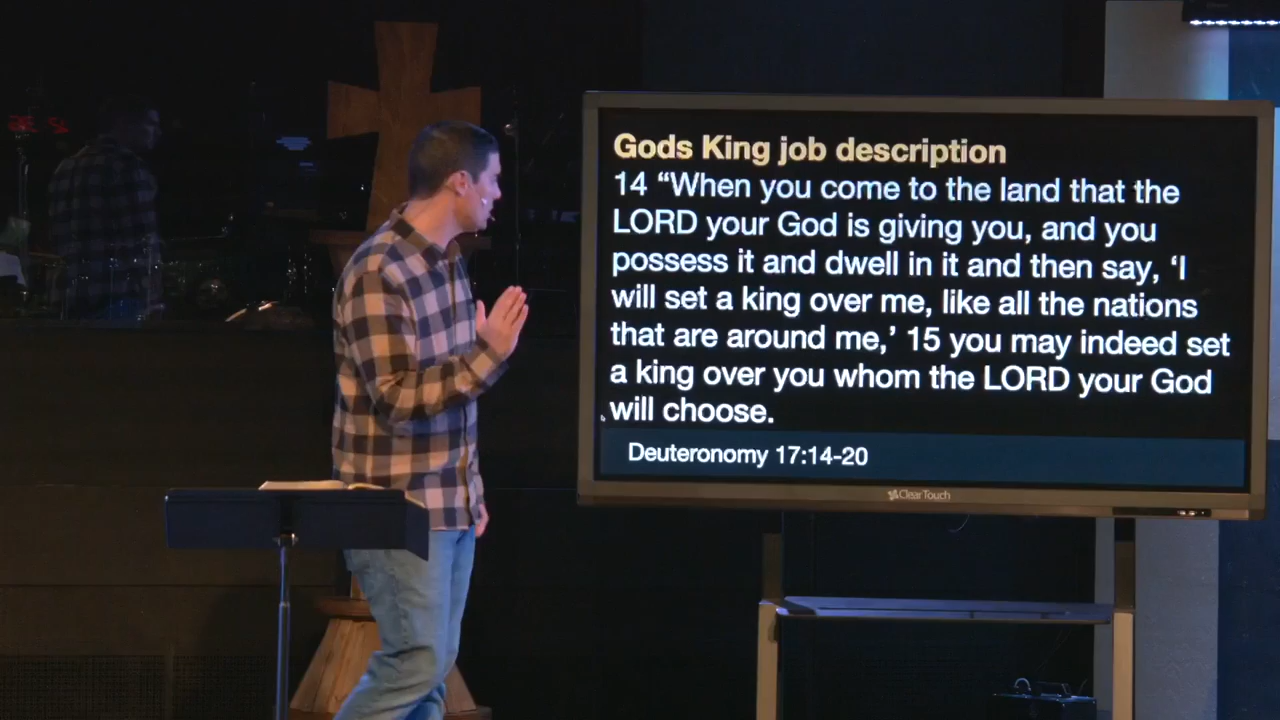 Gods King job description
14 “When you come to the land that the
LORD your God is giving you, and you
possess it and dwell in it and then say, ‘I
will set a king over me, like all the nations
that are around me,’ 15 you may indeed set
a king over you whom the LORD your God
will choose.
Deuteronomy 17:14-20
ClearTouch